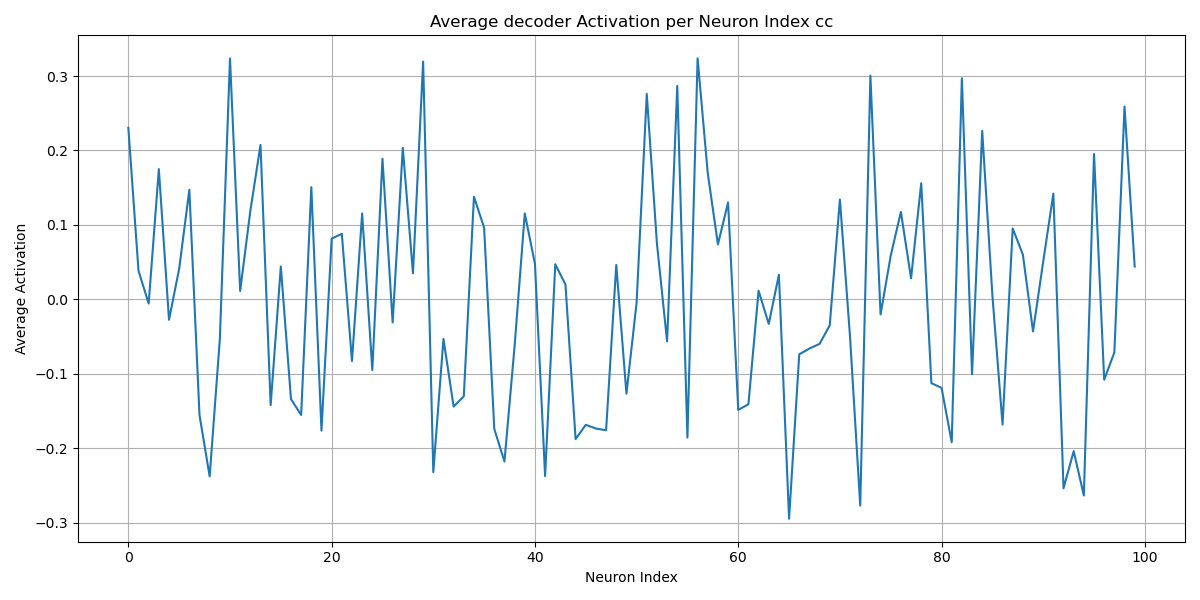 Average decoder Activation per Neuron Index cc
Average Activation
0.3
0.2
0.1
0.0
−0.1
−0.2
−0.3
0 20 40 60 80 100
Neuron Index